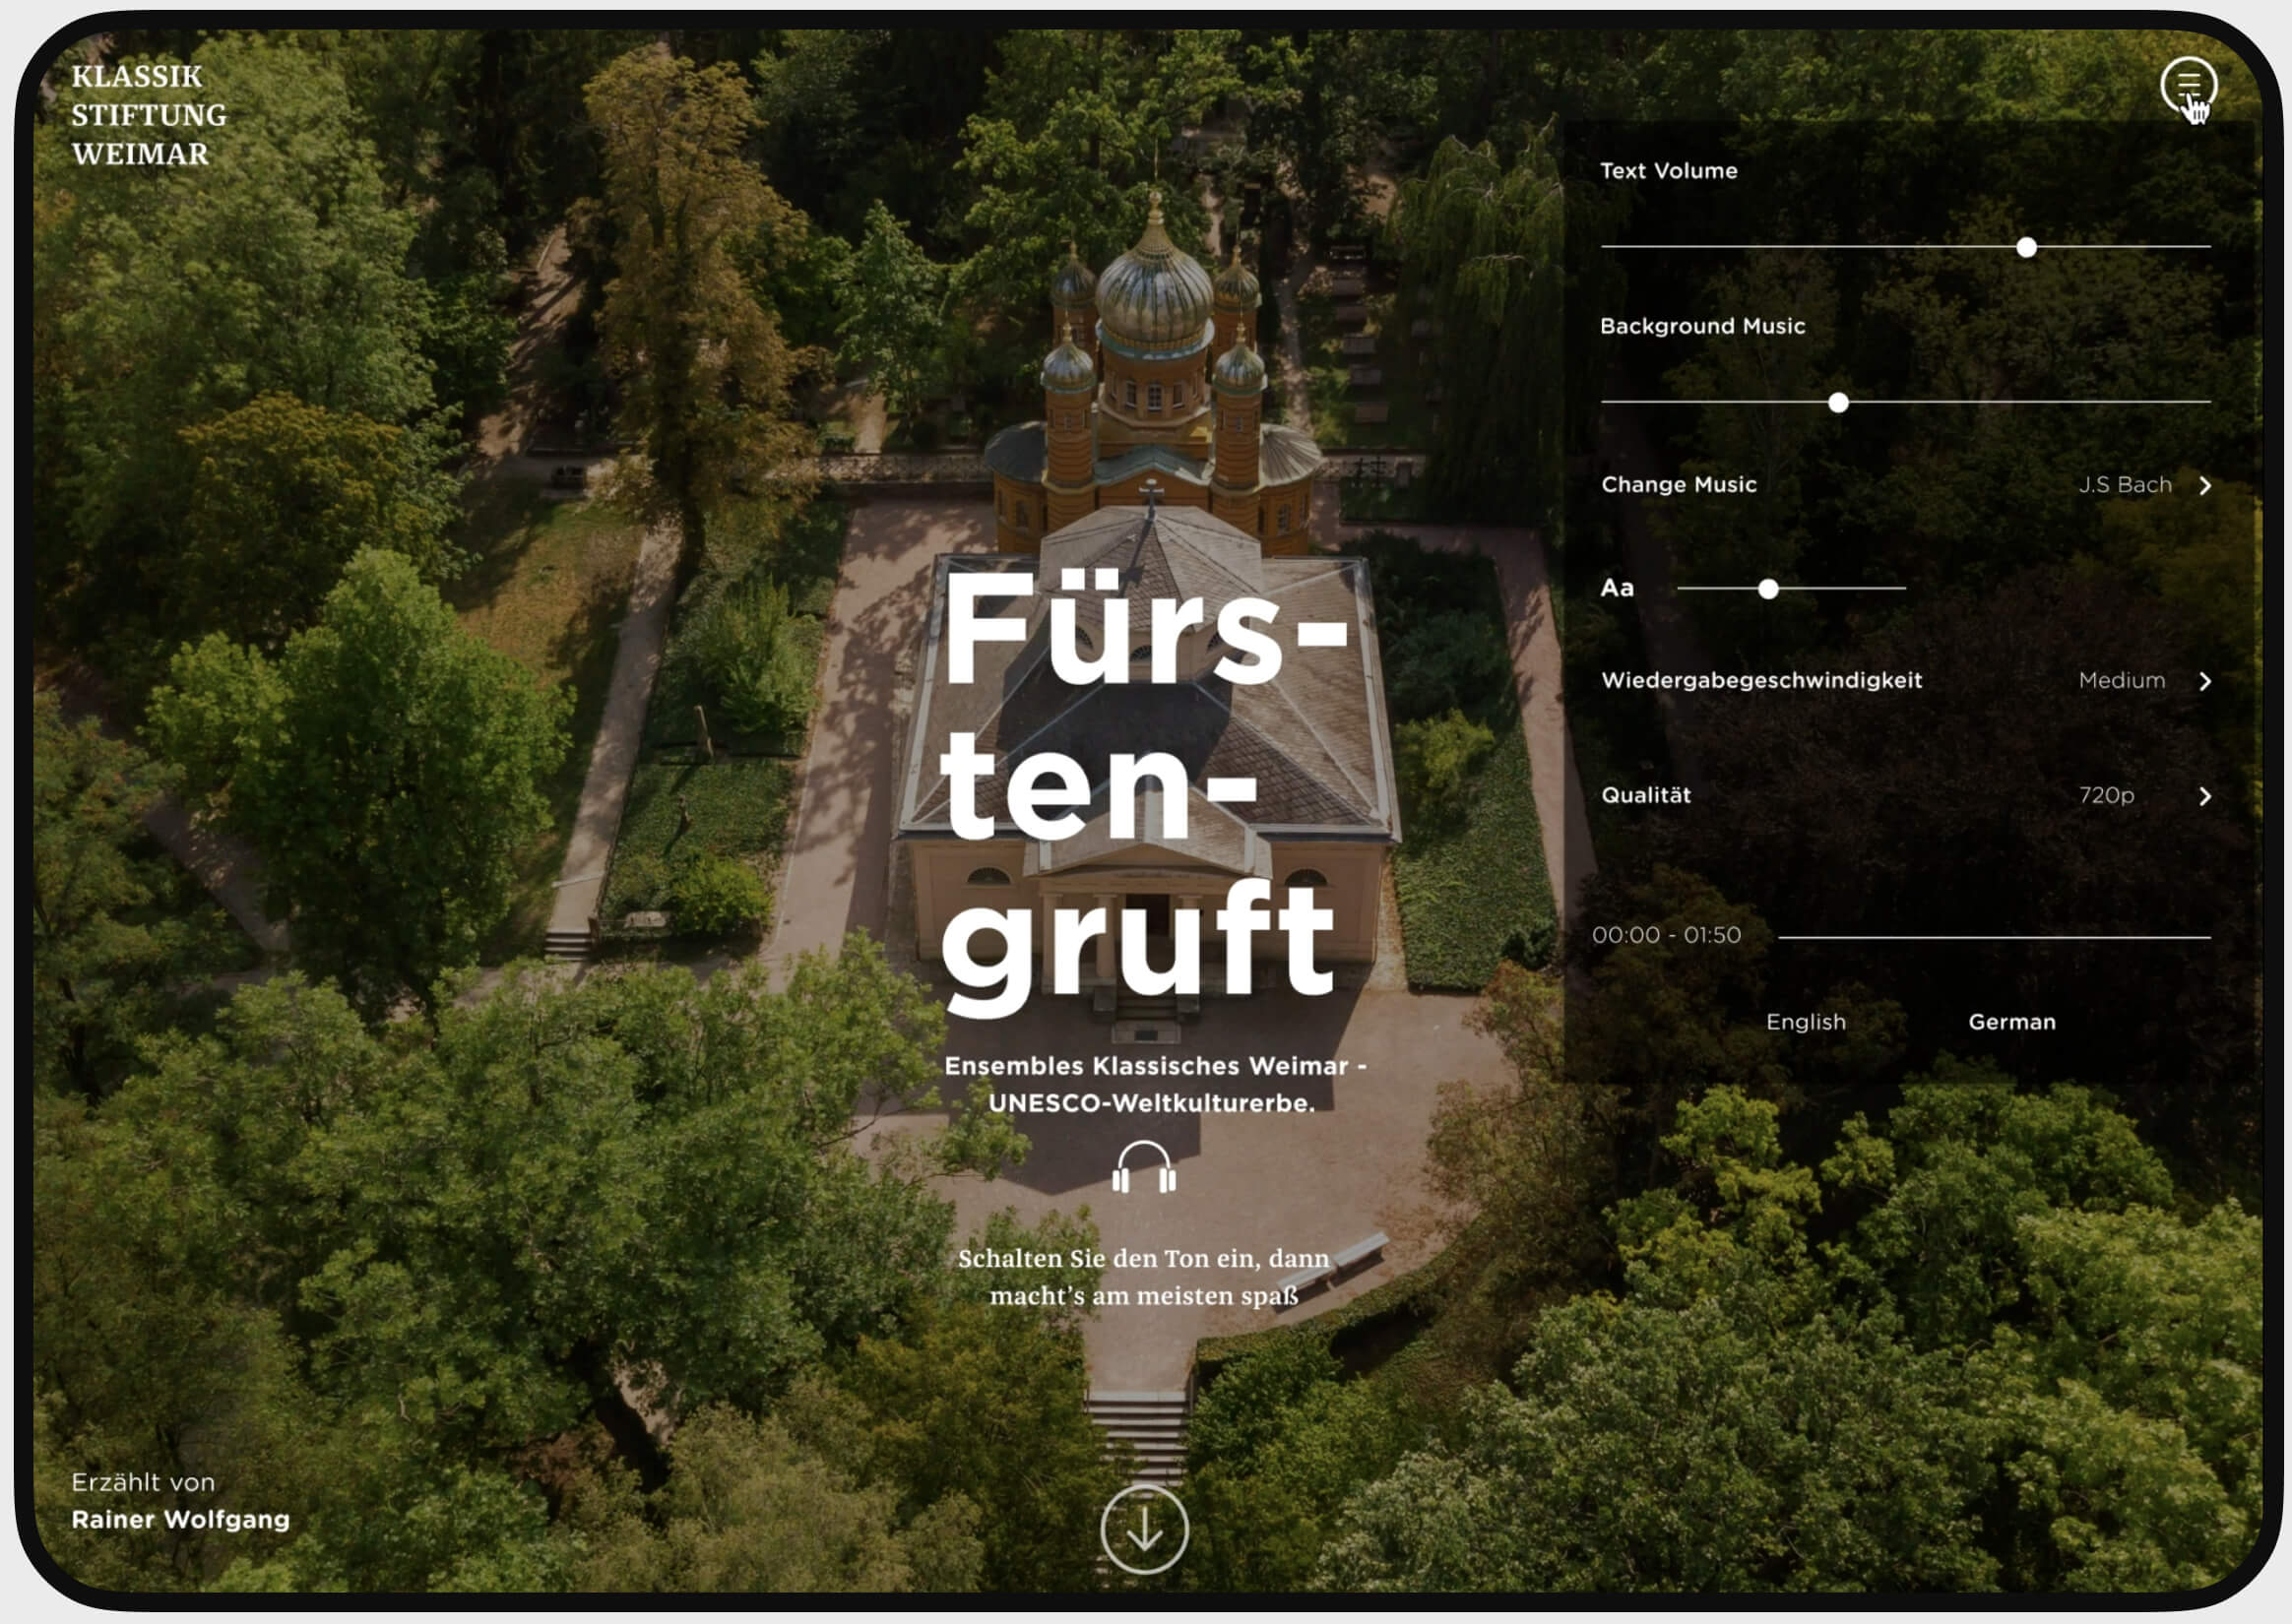 KLASSIK
STIFTUNG
WEIMAR
Fürs-
ten-
gruft
Ensembles Klassisches Weimar -
UNESCO-Weltkulturerbe.
Schalten Sie den Ton ein, dann
macht’s am meisten spaß
Erzählt von
Rainer Wolfgang
Text Volume
Background Music
Change Music J.S Bach
Aa
Wiedergabegeschwindigkeit Medium
Qualität 720p
00:00 - 01:50
English German